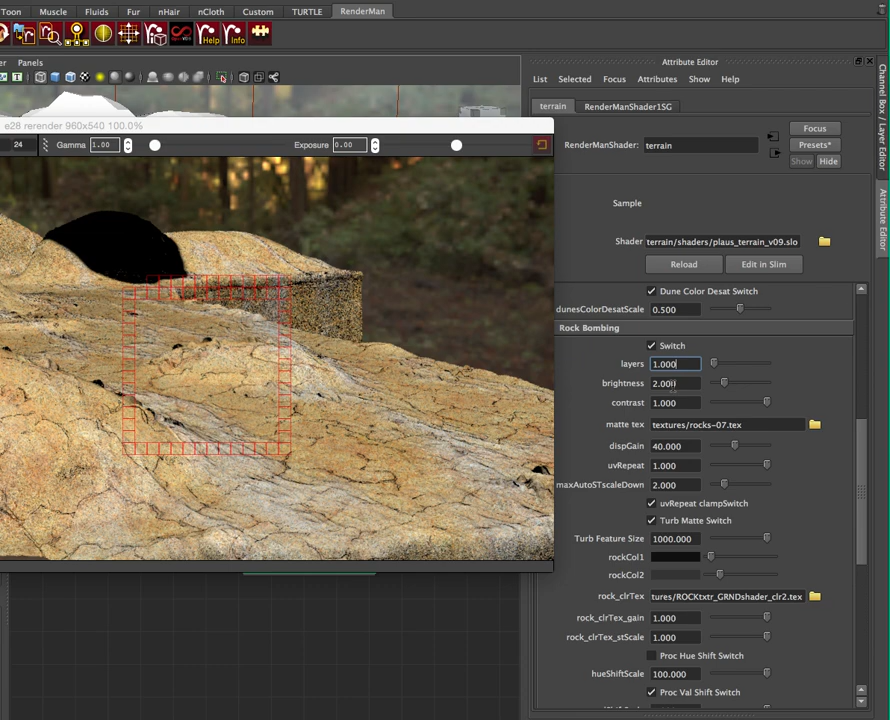 Toon Muscle Fluids Fur nHair nCloth Custom TURTLE RenderMan
Help Info
Panels
Attribute Editor
List Selected Focus Attributes Show Help
terrain RenderManShader1SG
e28 rerender 960x540 100.0%
24 Gamma 1.00 Exposure 0.00
Focus
RenderManShader: terrain
Presets*
Show Hide
Sample
Shader terrain/shaders/plaus_terrain_v09.slo
Reload Edit in Slim
Dune Color Desat Switch
dunesColorDesatScale 0.500
Rock Bombing
Switch
layers 1.000
brightness 2.000
contrast 1.000
matte tex textures/rocks-07.tex
dispGain 40.000
uvRepeat 1.000
maxAutoSTscaleDown 2.000
uvRepeat clampSwitch
Turb Matte Switch
Turb Feature Size 1000.000
rockCol1
rockCol2
rock_clrTex tures/ROCKtxtr_GRNDshader_clr2.tex
rock_clrTex_gain 1.000
rock_clrTex_stScale 1.000
Proc Hue Shift Switch
hueShiftScale 100.000
Proc Val Shift Switch
Channel Box / Layer Editor
Attribute Editor